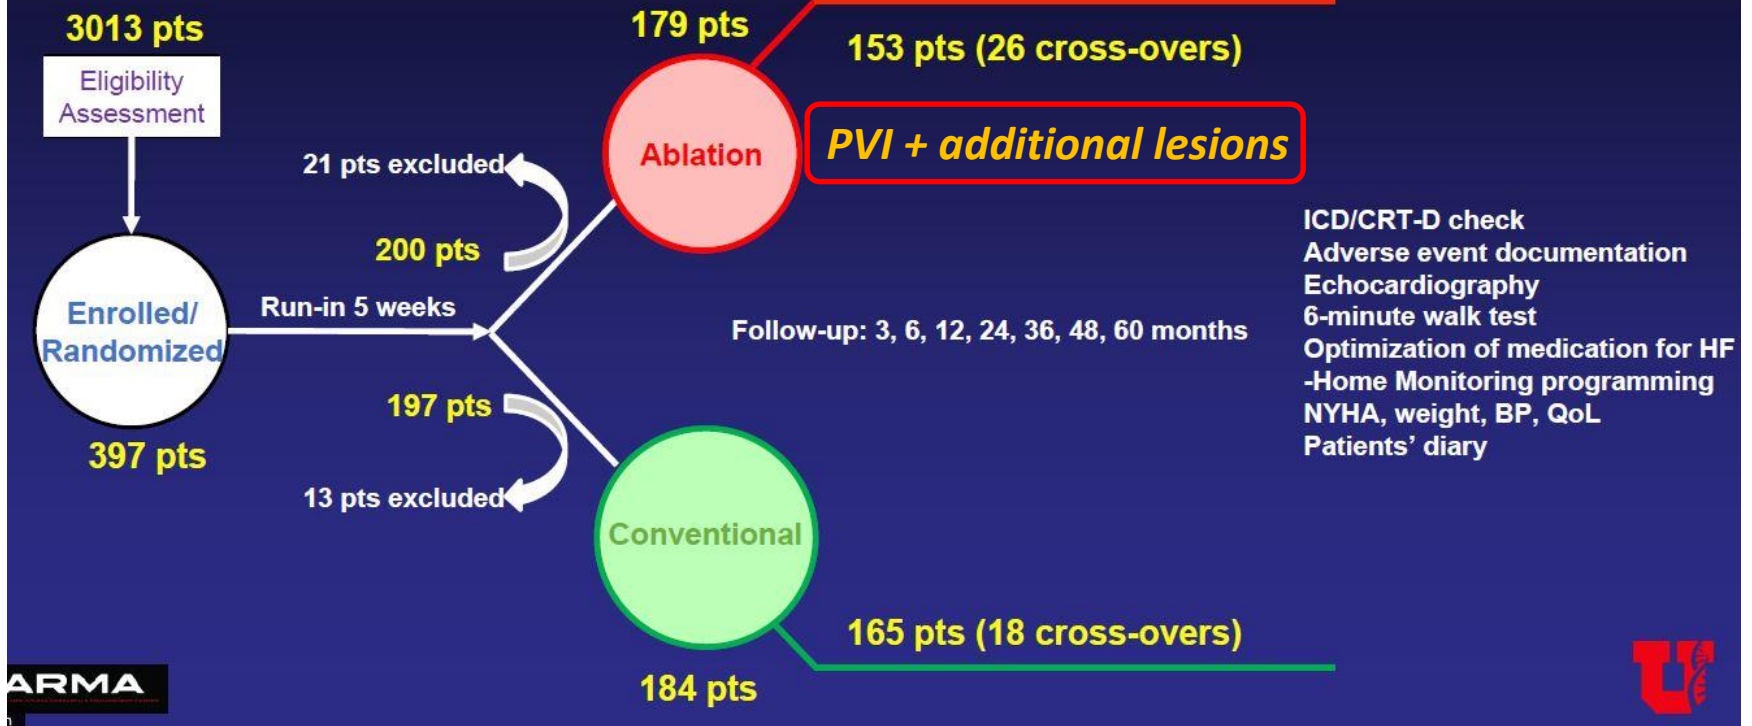 3013 pts
Eligibility
Assessment
Enrolled/
Randomized
397 pts
Run-in 5 weeks
21 pts excluded
200 pts
197 pts
13 pts excluded
179 pts
Ablation
153 pts (26 cross-overs)
PVI + additional lesions
Follow-up: 3, 6, 12, 24, 36, 48, 60 months
ICD/CRT-D check
Adverse event documentation
Echocardiography
6-minute walk test
Optimization of medication for HF
-Home Monitoring programming
NYHA, weight, BP, QoL
Patients' diary
Conventional
165 pts (18 cross-overs)
184 pts
ARMA
U